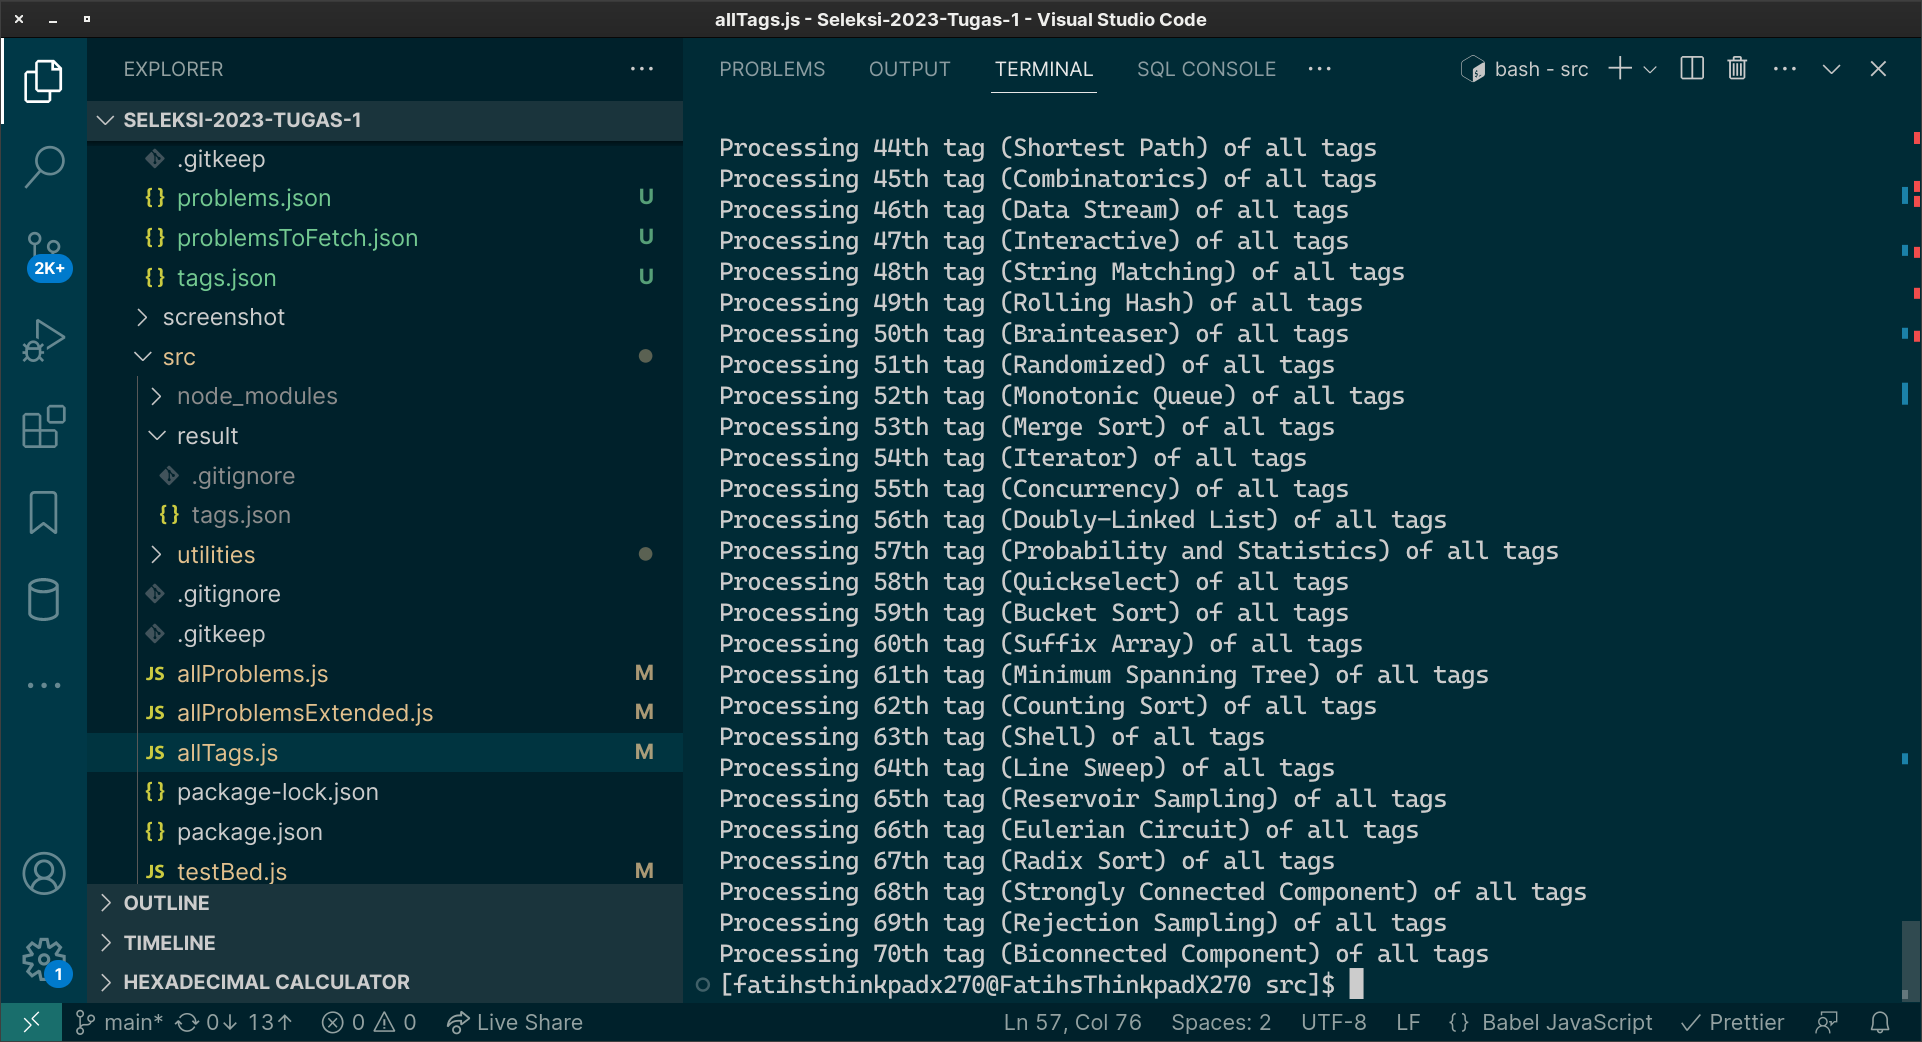 allTags.js - Seleksi-2023-Tugas-1 - Visual Studio Code
EXPLORER
SELEKSI-2023-TUGAS-1
.gitkeep
problems.json U
problemsToFetch.json U
tags.json U
screenshot
src
node_modules
result
.gitignore
tags.json
utilities
.gitignore
.gitkeep
JS allProblems.js M
JS allProblemsExtended.js M
JS allTags.js M
package-lock.json
package.json
JS testBed.js M
OUTLINE
TIMELINE
HEXADECIMAL CALCULATOR
2K+
1
PROBLEMS OUTPUT TERMINAL SQL CONSOLE
bash - src
Processing 44th tag (Shortest Path) of all tags
Processing 45th tag (Combinatorics) of all tags
Processing 46th tag (Data Stream) of all tags
Processing 47th tag (Interactive) of all tags
Processing 48th tag (String Matching) of all tags
Processing 49th tag (Rolling Hash) of all tags
Processing 50th tag (Brainteaser) of all tags
Processing 51th tag (Randomized) of all tags
Processing 52th tag (Monotonic Queue) of all tags
Processing 53th tag (Merge Sort) of all tags
Processing 54th tag (Iterator) of all tags
Processing 55th tag (Concurrency) of all tags
Processing 56th tag (Doubly-Linked List) of all tags
Processing 57th tag (Probability and Statistics) of all tags
Processing 58th tag (Quickselect) of all tags
Processing 59th tag (Bucket Sort) of all tags
Processing 60th tag (Suffix Array) of all tags
Processing 61th tag (Minimum Spanning Tree) of all tags
Processing 62th tag (Counting Sort) of all tags
Processing 63th tag (Shell) of all tags
Processing 64th tag (Line Sweep) of all tags
Processing 65th tag (Reservoir Sampling) of all tags
Processing 66th tag (Eulerian Circuit) of all tags
Processing 67th tag (Radix Sort) of all tags
Processing 68th tag (Strongly Connected Component) of all tags
Processing 69th tag (Rejection Sampling) of all tags
Processing 70th tag (Biconnected Component) of all tags
[fatihsthinkpadx270@FatihsThinkpadX270 src]$
main* 0↓ 13↑ 0 0 Live Share Ln 57, Col 76 Spaces: 2 UTF-8 LF {} Babel JavaScript Prettier